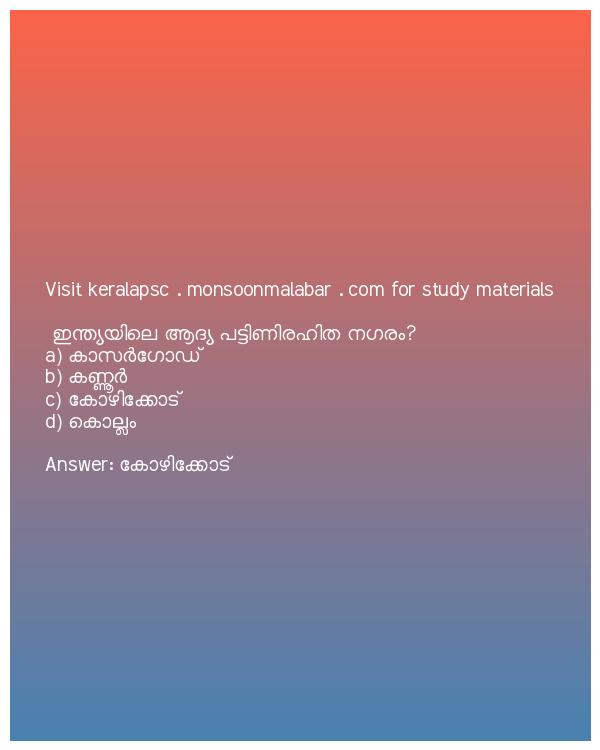 Visit keralapsc . monsoonmalabar . com for study materials
ഇന്ത്യയിലെ ആദ്യ പട്ടിണിരഹിത നഗരം?
a) കാസർഗോഡ്
b) കണ്ണൂർ
c) കോഴിക്കോട്
d) കൊല്ലം
Answer: കോഴിക്കോട്